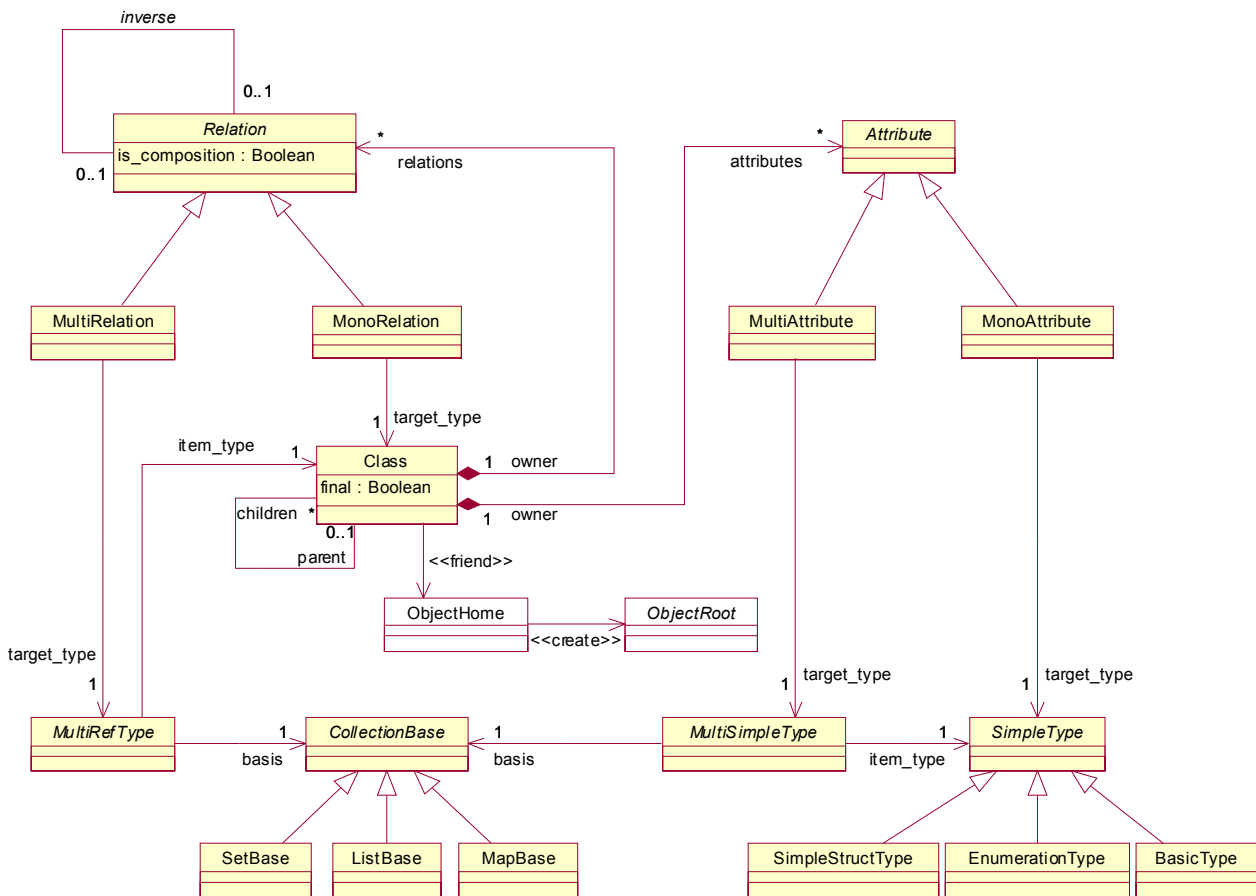 inverse
0..1
Relation
is_composition : Boolean
0..1
*
relations
*
attributes
Attribute
MultiRelation
MonoRelation
MultiAttribute
MonoAttribute
1
target_type
item_type
1
Class
final : Boolean
1
owner
1
owner
children
*
0..1
parent
<<friend>>
ObjectHome
<<create>>
ObjectRoot
target_type
1
1
target_type
1
target_type
MultiRefType
1
basis
CollectionBase
1
basis
MultiSimpleType
1
item_type
SimpleType
SetBase
ListBase
MapBase
SimpleStructType
EnumerationType
BasicType